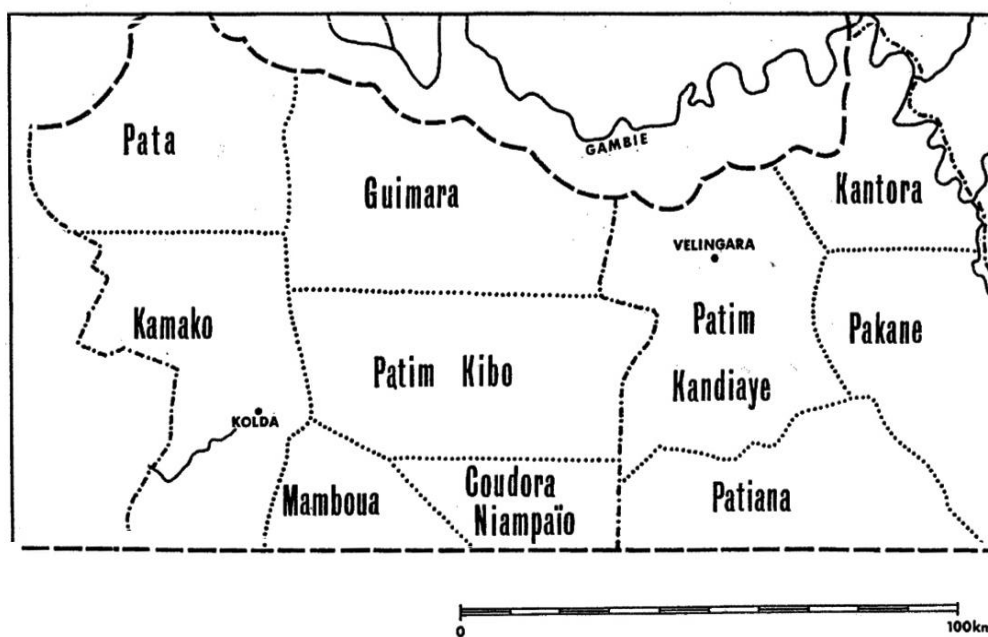 Pata
GAMBIE
Guimara
Kantora
VELINGARA
Kamako
Patim
Kandiaye
Pakane
Patim Kibo
KOLDA
Mamboua
Coudora
Niampaïo
Patiana
0
100km